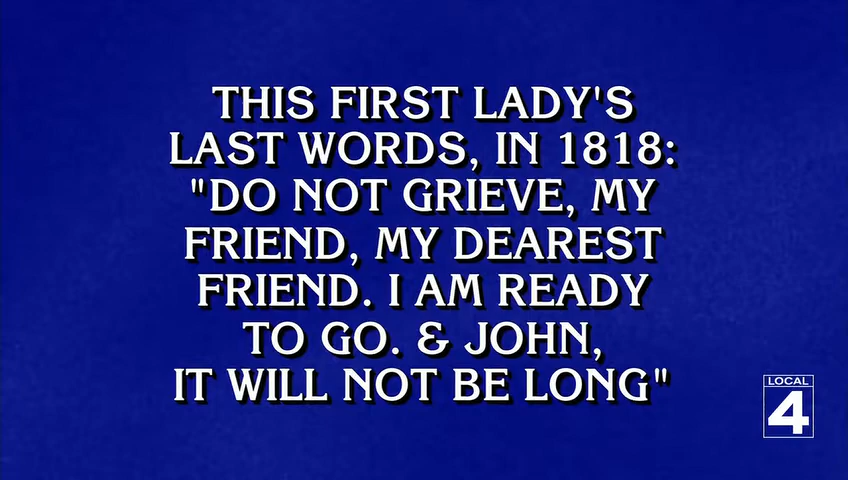 THIS FIRST LADY'S
LAST WORDS, IN 1818:
"DO NOT GRIEVE, MY
FRIEND, MY DEAREST
FRIEND. I AM READY
TO GO. & JOHN,
IT WILL NOT BE LONG"
LOCAL
4